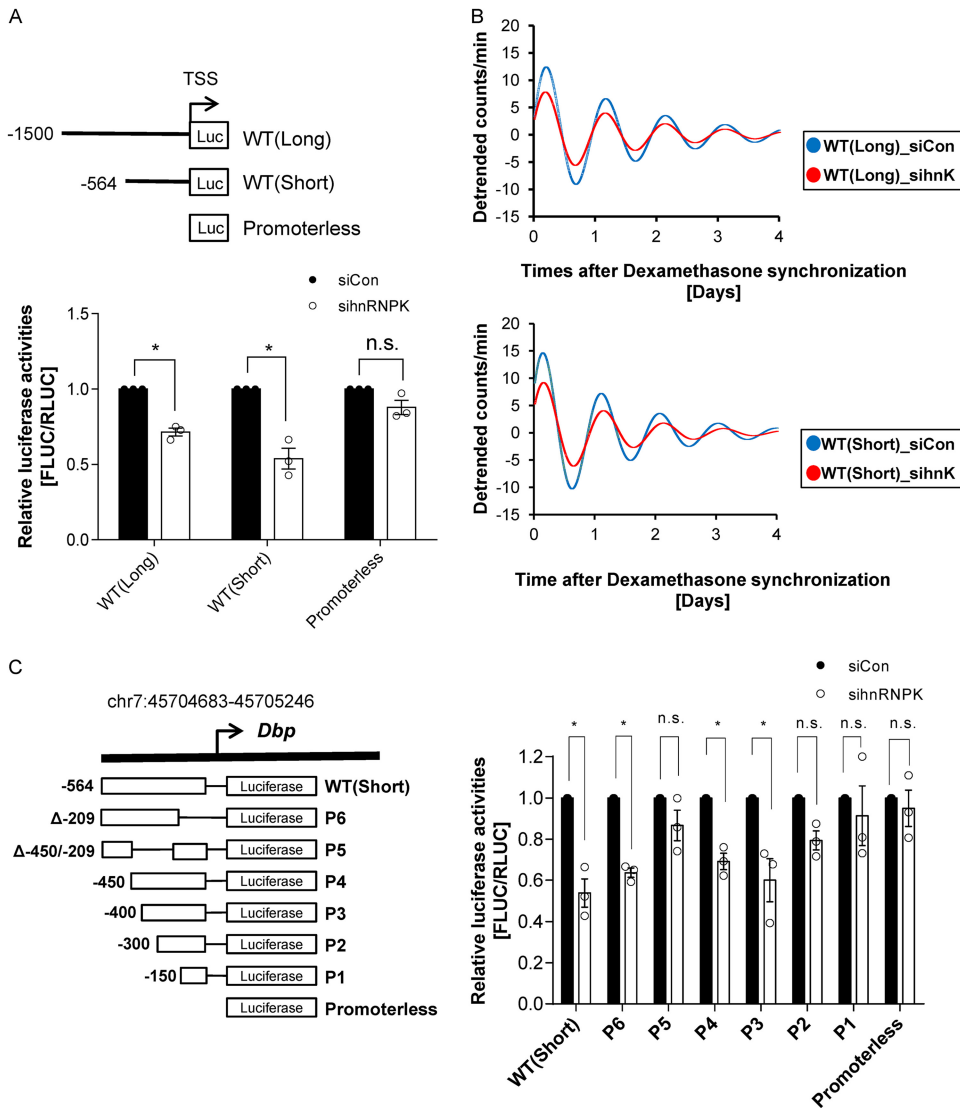 A
TSS
-1500
Luc
WT(Long)
-564
Luc
WT(Short)
Luc
Promoterless
siCon
sihnRNPK
Relative luciferase activities
[FLUC/RLUC]
1.5
1.0
0.5
0.0
*
*
n.s.
WT(Long)
WT(Short)
Promoterless
B
Detrended counts/min
20
15
10
5
0
-5
-10
-15
0 1 2 3 4
Times after Dexamethasone synchronization
[Days]
WT(Long)_siCon
WT(Long)_sihnK
Detrended counts/min
20
15
10
5
0
-5
-10
-15
0 1 2 3 4
Time after Dexamethasone synchronization
[Days]
WT(Short)_siCon
WT(Short)_sihnK
C
chr7:45704683-45705246
Dbp
-564 Luciferase WT(Short)
Δ-209 Luciferase P6
Δ-450/-209 Luciferase P5
-450 Luciferase P4
-400 Luciferase P3
-300 Luciferase P2
-150 Luciferase P1
Luciferase Promoterless
siCon
sihnRNPK
Relative luciferase activities
[FLUC/RLUC]
1.2
1.0
0.8
0.6
0.4
0.2
0.0
* * n.s. * * n.s. n.s. n.s.
WT(Short) P6 P5 P4 P3 P2 P1 Promoterless